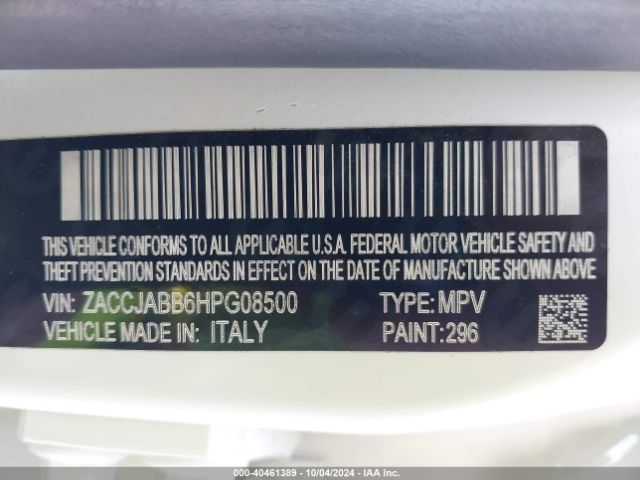 THIS VEHICLE CONFORMS TO ALL APPLICABLE U.S.A. FEDERAL MOTOR VEHICLE SAFETY AND
THEFT PREVENTION STANDARDS IN EFFECT ON THE DATE OF MANUFACTURE SHOWN ABOVE
VIN: ZACCJABB6HPG08500 TYPE: MPV
VEHICLE MADE IN: ITALY PAINT: 296
000-40461389 - 10/04/2024 - IAA Inc.